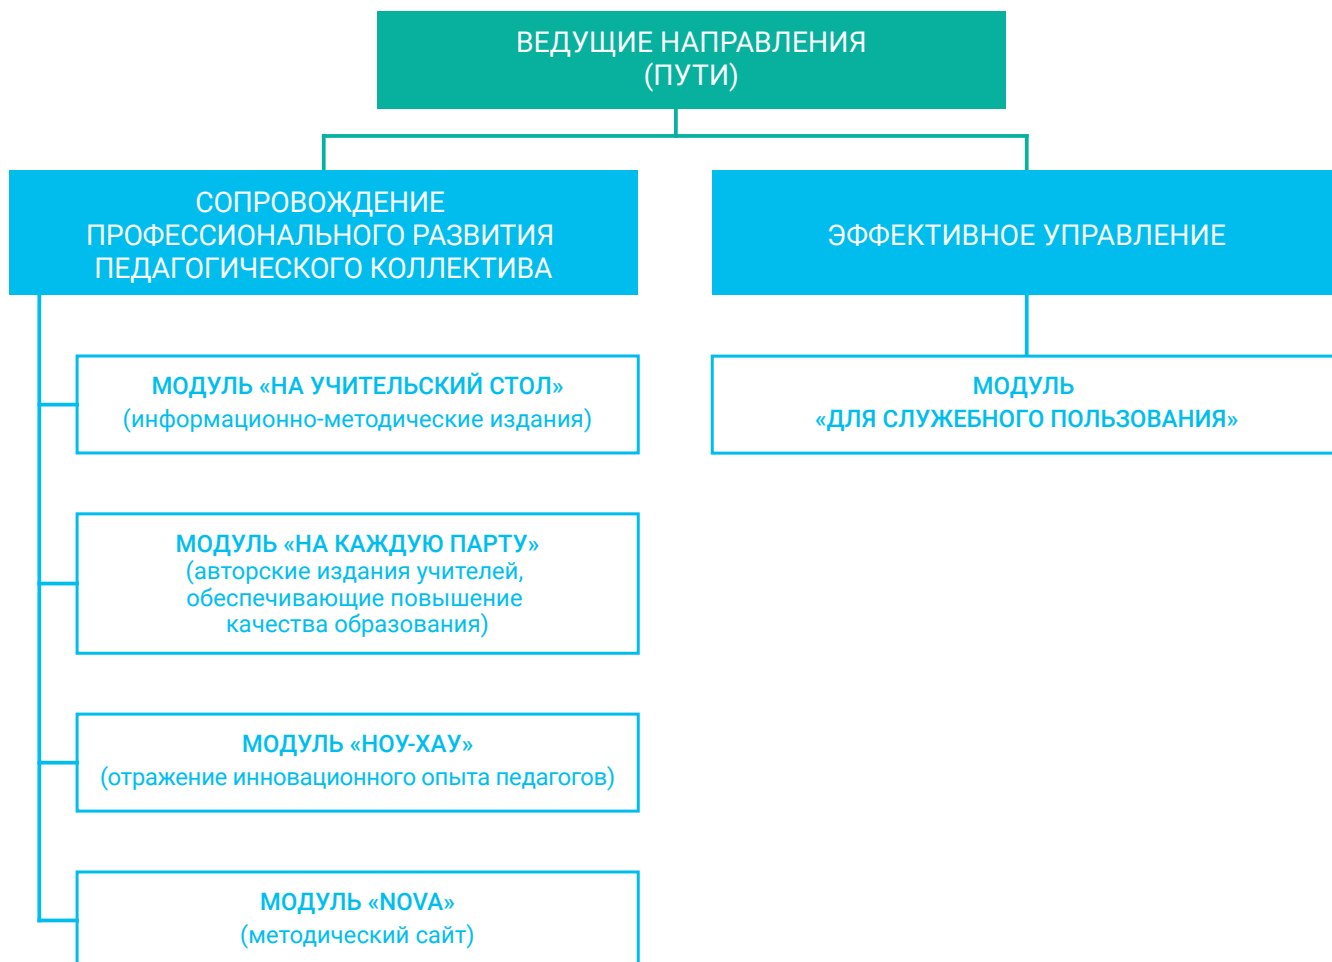 ВЕДУЩИЕ НАПРАВЛЕНИЯ
(ПУТИ)
СОПРОВОЖДЕНИЕ
ПРОФЕССИОНАЛЬНОГО РАЗВИТИЯ
ПЕДАГОГИЧЕСКОГО КОЛЛЕКТИВА
ЭФФЕКТИВНОЕ УПРАВЛЕНИЕ
МОДУЛЬ «НА УЧИТЕЛЬСКИЙ СТОЛ»
(информационно-методические издания)
МОДУЛЬ
«ДЛЯ СЛУЖЕБНОГО ПОЛЬЗОВАНИЯ»
МОДУЛЬ «НА КАЖДУЮ ПАРТУ»
(авторские издания учителей,
обеспечивающие повышение
качества образования)
МОДУЛЬ «НОУ-ХАУ»
(отражение инновационного опыта педагогов)
МОДУЛЬ «NOVA»
(методический сайт)